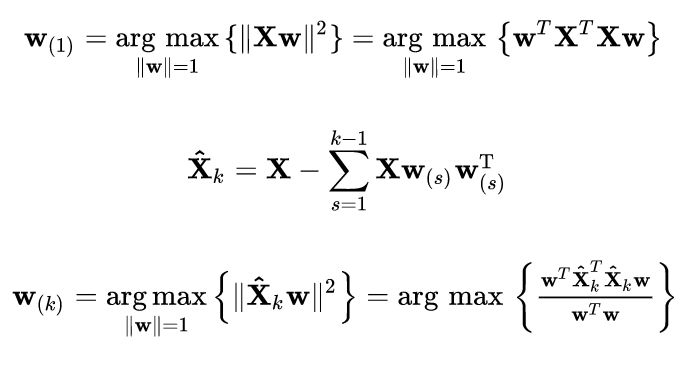 w₍₁₎ = arg max {‖Xw‖²} = arg max {wᵀXᵀXw}
‖w‖=1 ‖w‖=1
k−1
X̂ₖ = X − ∑ Xw₍ₛ₎w₍ₛ₎ᵀ
s=1
w₍ₖ₎ = arg max {‖X̂ₖw‖²} = arg max {wᵀX̂ₖᵀX̂ₖw / wᵀw}
‖w‖=1